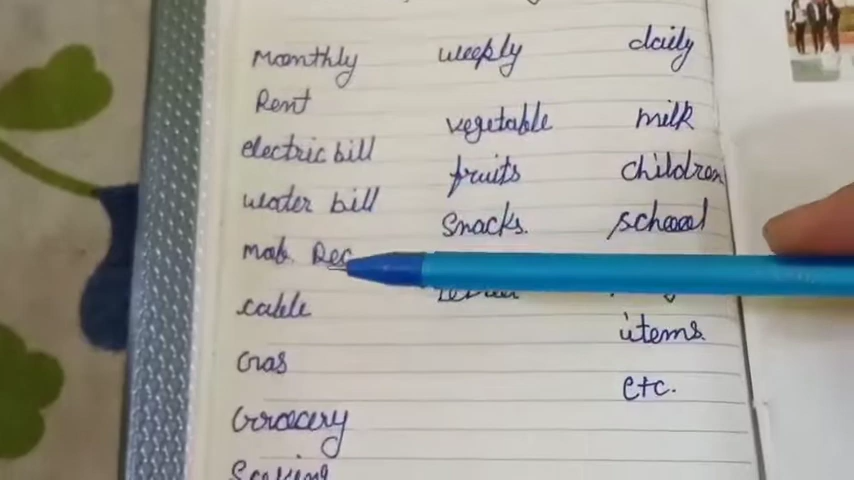 Monthly weekly daily
Rent
vegetable milk
electric bill fruits children
water bill Snacks. school
mob. Rec
cable
items.
Gas
etc.
Grocery